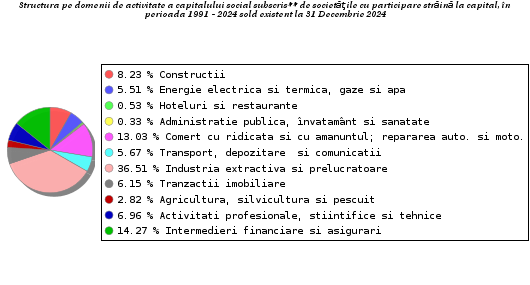 Structura pe domenii de activitate a capitalului social subscris** de societăţile cu participare străină la capital, în
perioada 1991 - 2024 sold existent la 31 Decembrie 2024
8.23 % Constructii
5.51 % Energie electrica si termica, gaze si apa
0.53 % Hoteluri si restaurante
0.33 % Administratie publica, învatamânt si sanatate
13.03 % Comert cu ridicata si cu amanuntul; repararea auto. si moto.
5.67 % Transport, depozitare si comunicatii
36.51 % Industria extractiva si prelucratoare
6.15 % Tranzactii imobiliare
2.82 % Agricultura, silvicultura si pescuit
6.96 % Activitati profesionale, stiintifice si tehnice
14.27 % Intermedieri financiare si asigurari